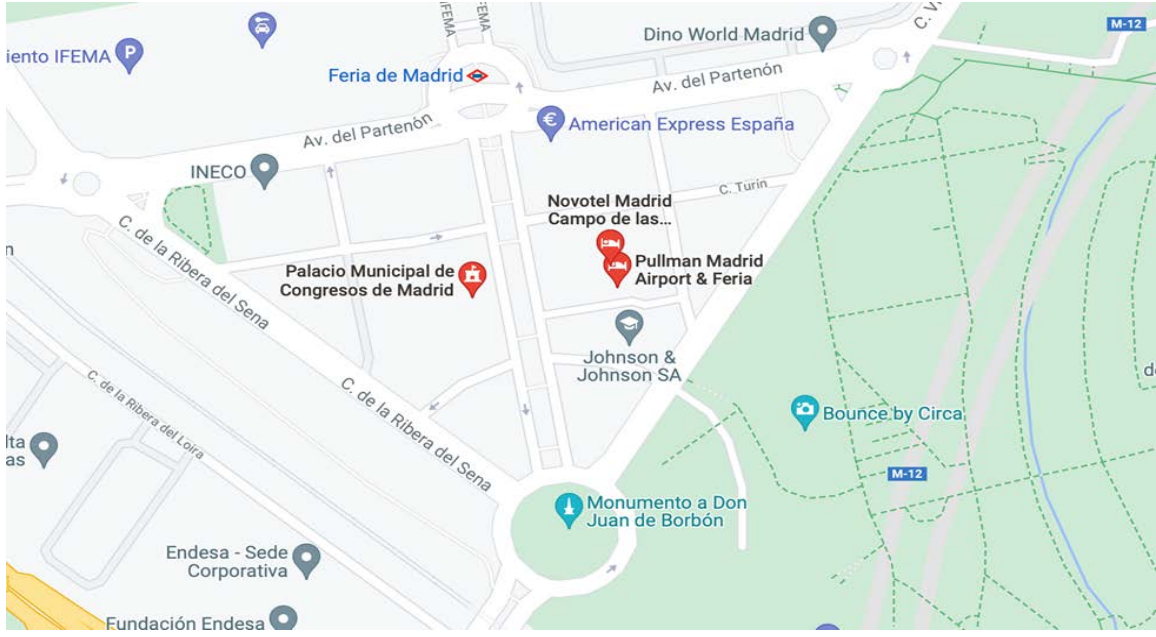 IFEMA
IFEMA
C. V
M-12
Dino World Madrid
iento IFEMA
P
Feria de Madrid
Av. del Partenón
Av. del Partenón
€
American Express España
INECO
C. Turín
Novotel Madrid
Campo de las...
Pullman Madrid
Airport & Feria
Palacio Municipal de
Congresos de Madrid
C. de la Ribera del Sena
n
Johnson &
Johnson SA
C. de la Ribera del Loira
C. de la Ribera del Sena
d
Bounce by Circa
lta
as
M-12
Monumento a Don
Juan de Borbón
Endesa - Sede
Corporativa
Fundación Endesa